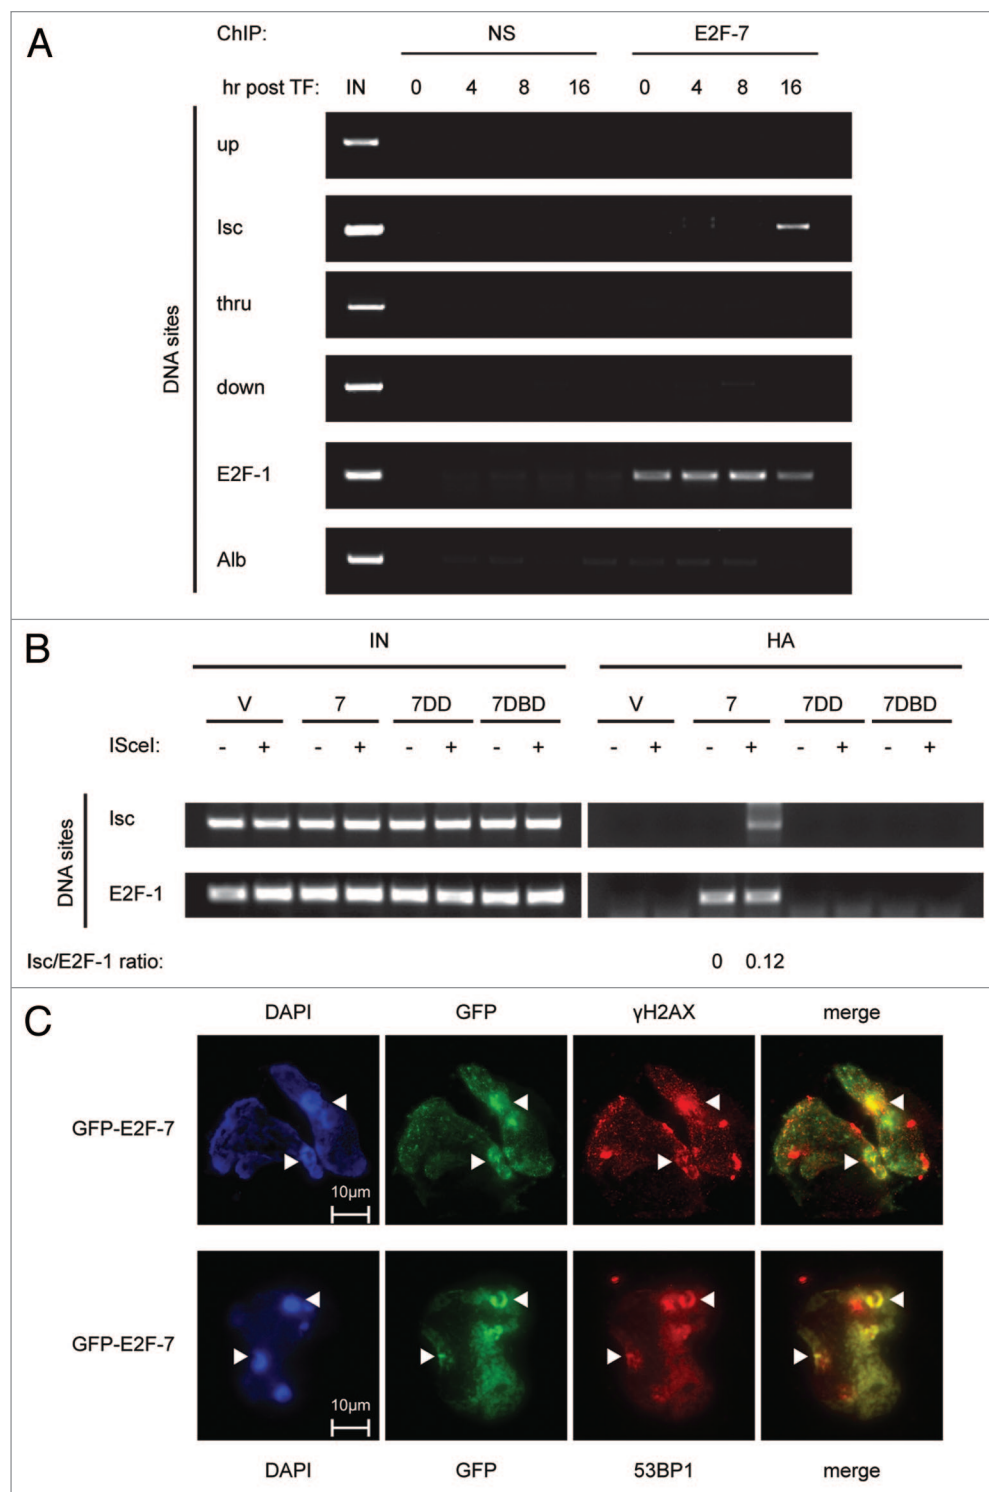 A
ChIP: NS E2F-7
hr post TF: IN 0 4 8 16 0 4 8 16
up
Isc
thru
down
E2F-1
Alb
DNA sites
B
IN HA
V 7 7DD 7DBD V 7 7DD 7DBD
ISceI: - + - + - + - + - + - + - + - +
Isc
E2F-1
DNA sites
Isc/E2F-1 ratio: 0 0.12
C
DAPI GFP γH2AX merge
GFP-E2F-7
10μm
GFP-E2F-7
10μm
DAPI GFP 53BP1 merge